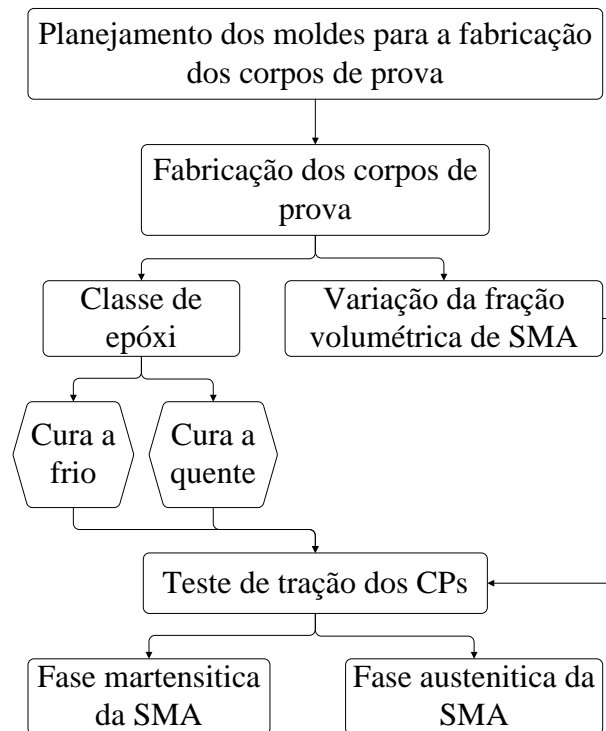 Planejamento dos moldes para a fabricação
dos corpos de prova
Fabricação dos corpos de
prova
Classe de
epóxi
Variação da fração
volumétrica de SMA
Cura a
frio
Cura a
quente
Teste de tração dos CPs
Fase martensitica
da SMA
Fase austenitica da
SMA